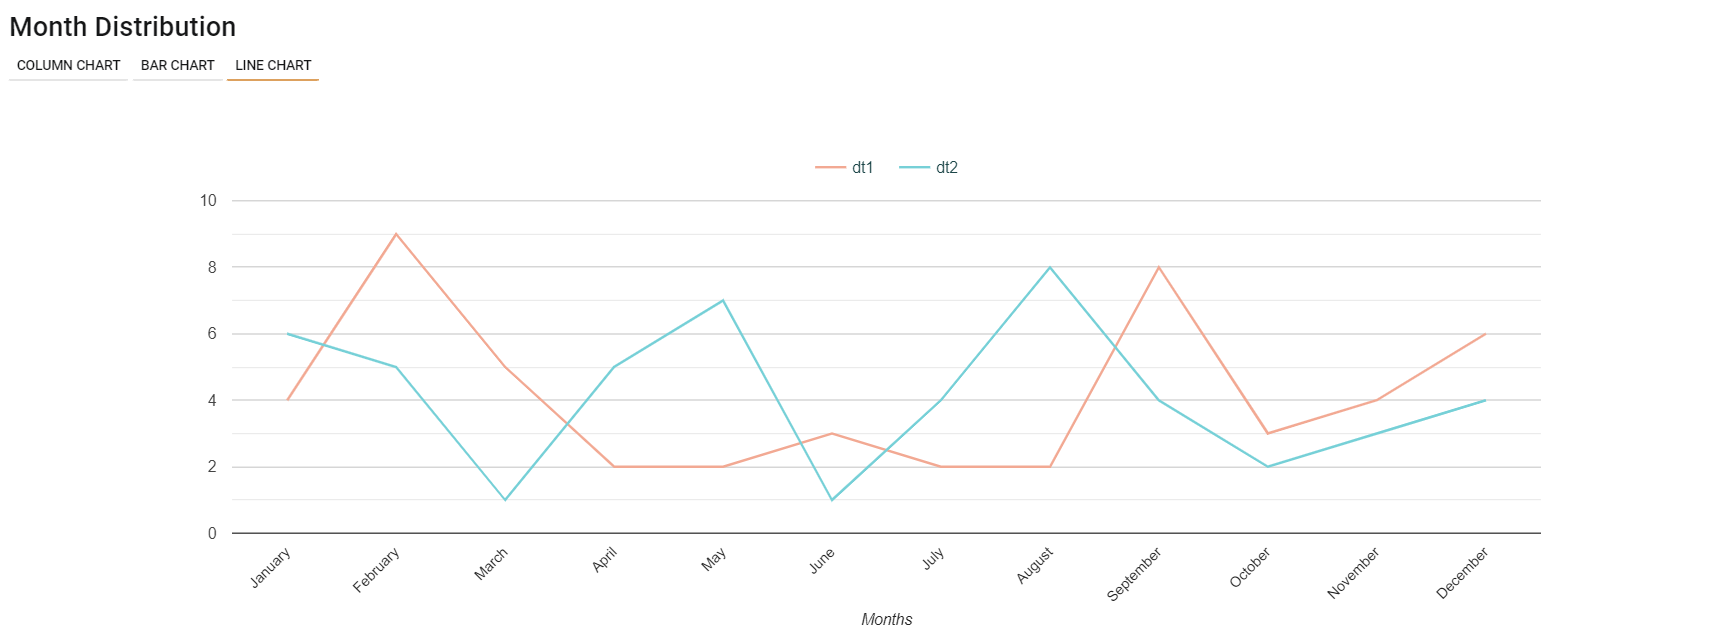 Month Distribution
COLUMN CHART BAR CHART LINE CHART
dt1 dt2
10
8
6
4
2
0
January February March April May June July August September October November December
Months